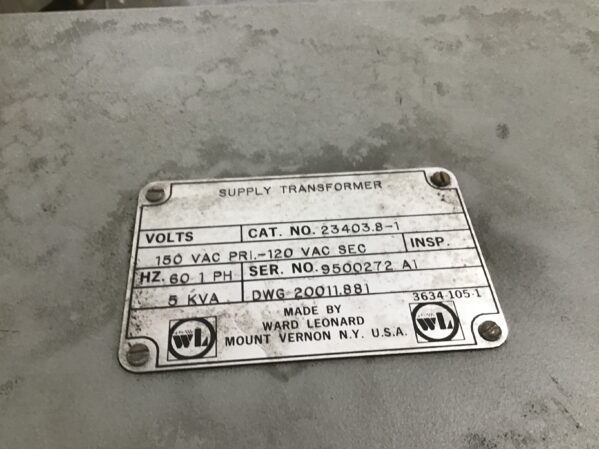 SUPPLY TRANSFORMER
VOLTS CAT. NO. 23403.8-1
150 VAC PRI.-120 VAC SEC INSP.
HZ. 60 1 PH SER. NO. 9500272 A1
5 KVA DWG 20011.881 3634-105-1
MADE BY
WL WARD LEONARD WL
MOUNT VERNON N.Y. U.S.A.